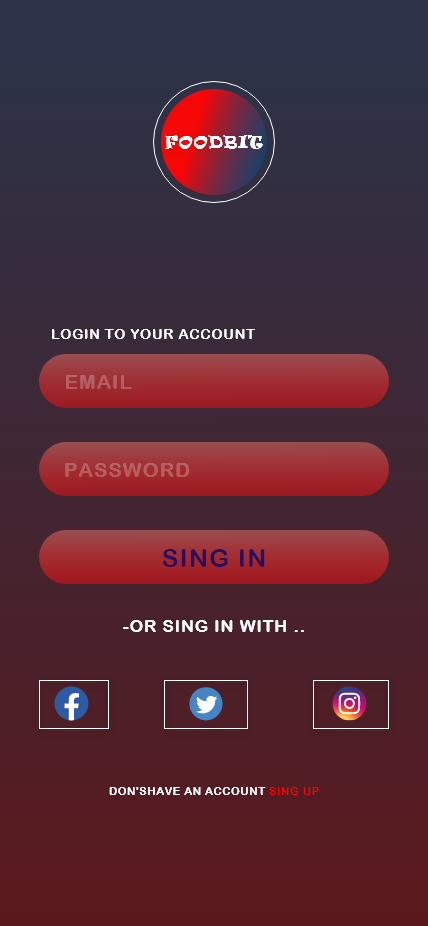 FOODBIT
LOGIN TO YOUR ACCOUNT
EMAIL
PASSWORD
SING IN
-OR SING IN WITH ..
DON'SHAVE AN ACCOUNT SING UP